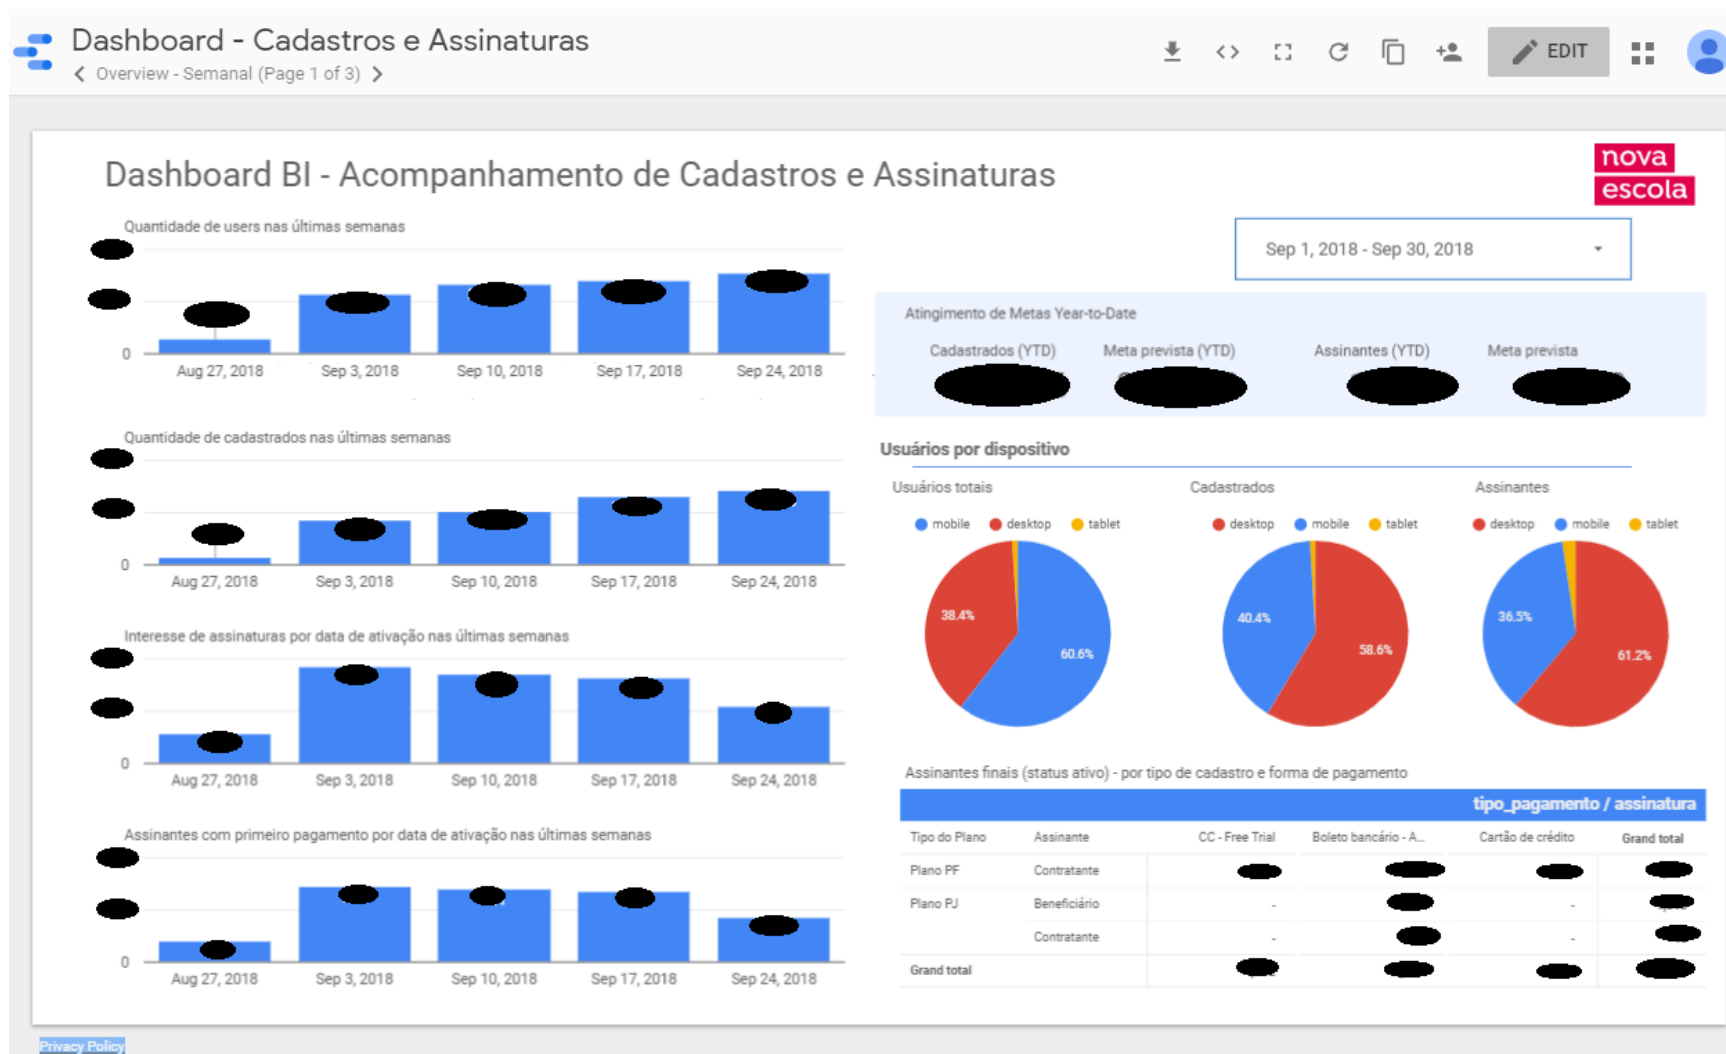 Dashboard - Cadastros e Assinaturas
Overview - Semanal (Page 1 of 3)
EDIT
Dashboard BI - Acompanhamento de Cadastros e Assinaturas
nova
escola
Quantidade de users nas últimas semanas
0
Aug 27, 2018 Sep 3, 2018 Sep 10, 2018 Sep 17, 2018 Sep 24, 2018
Quantidade de cadastrados nas últimas semanas
0
Aug 27, 2018 Sep 3, 2018 Sep 10, 2018 Sep 17, 2018 Sep 24, 2018
Interesse de assinaturas por data de ativação nas últimas semanas
0
Aug 27, 2018 Sep 3, 2018 Sep 10, 2018 Sep 17, 2018 Sep 24, 2018
Assinantes com primeiro pagamento por data de ativação nas últimas semanas
0
Aug 27, 2018 Sep 3, 2018 Sep 10, 2018 Sep 17, 2018 Sep 24, 2018
Sep 1, 2018 - Sep 30, 2018
Atingimento de Metas Year-to-Date
Cadastrados (YTD) Meta prevista (YTD) Assinantes (YTD) Meta prevista
Usuários por dispositivo
Usuários totais
mobile desktop tablet
38.4%
60.6%
Cadastrados
desktop mobile tablet
40.4%
58.6%
Assinantes
desktop mobile tablet
36.5%
61.2%
Assinantes finais (status ativo) - por tipo de cadastro e forma de pagamento
tipo_pagamento / assinatura
Tipo do Plano Assinante CC - Free Trial Boleto bancário - A... Cartão de crédito Grand total
Plano PF Contratante
Plano PJ Beneficiário - -
Contratante - -
Grand total
Privacy Policy